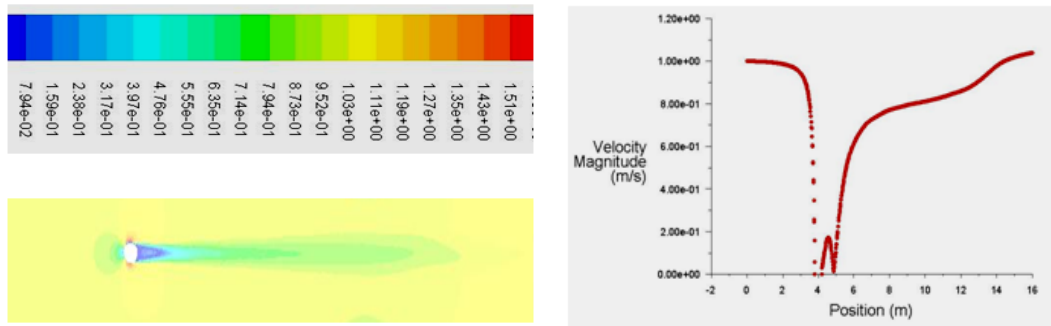 7.94e-02
1.59e-01
2.38e-01
3.17e-01
3.97e-01
4.76e-01
5.55e-01
6.35e-01
7.14e-01
7.94e-01
8.73e-01
9.52e-01
1.03e+00
1.11e+00
1.19e+00
1.27e+00
1.35e+00
1.43e+00
1.51e+00
1.20e+00
1.00e+00
8.00e-01
6.00e-01
4.00e-01
2.00e-01
0.00e+00
Velocity
Magnitude
(m/s)
-2 0 2 4 6 8 10 12 14 16
Position (m)